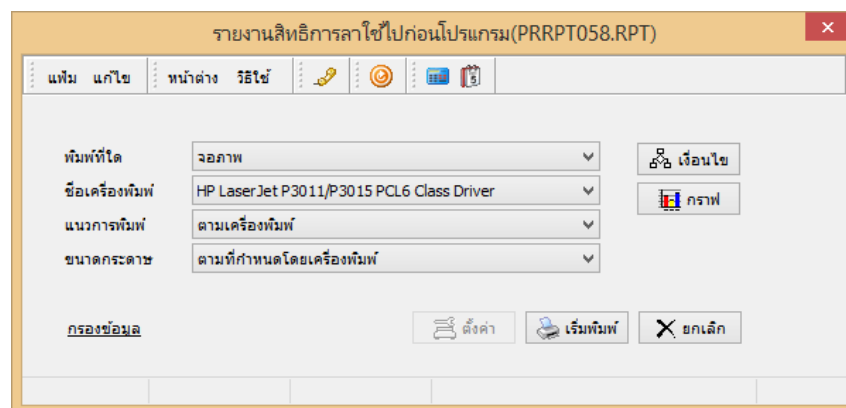 รายงานสิทธิการลาใช้ไปก่อนโปรแกรม(PRRPT058.RPT)
แฟ้ม แก้ไข หน้าต่าง วิธีใช้
พิมพ์ที่ใด จอภาพ เงื่อนไข
ชื่อเครื่องพิมพ์ HP LaserJet P3011/P3015 PCL6 Class Driver กราฟ
แนวการพิมพ์ ตามเครื่องพิมพ์
ขนาดกระดาษ ตามที่กำหนดโดยเครื่องพิมพ์
กรองข้อมูล ตั้งค่า เริ่มพิมพ์ ยกเลิก